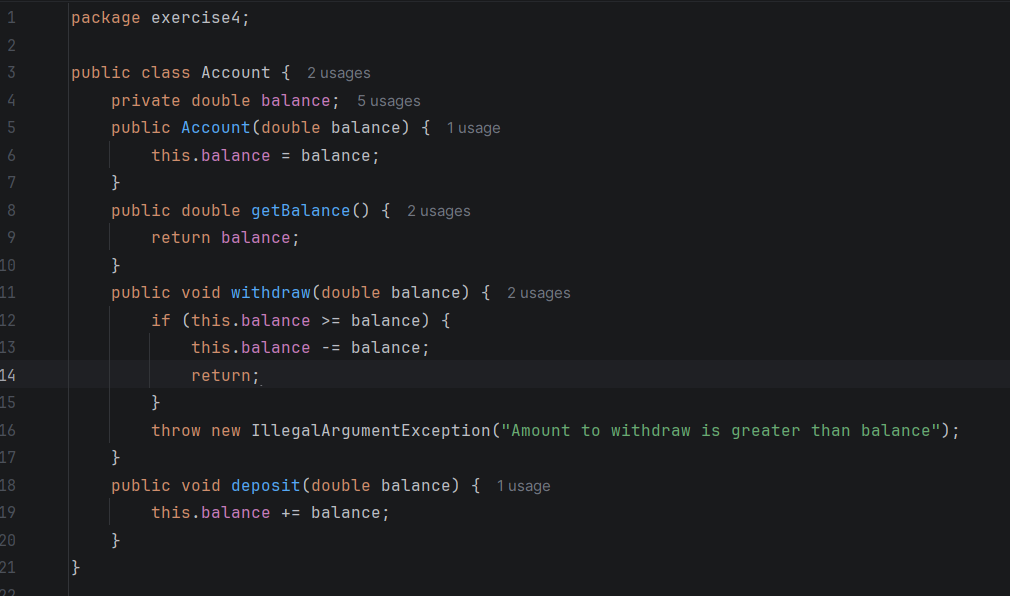 1 package exercise4;
2
3 public class Account { 2 usages
4     private double balance; 5 usages
5     public Account(double balance) { 1 usage
6         this.balance = balance;
7     }
8     public double getBalance() { 2 usages
9         return balance;
10     }
11     public void withdraw(double balance) { 2 usages
12         if (this.balance >= balance) {
13             this.balance -= balance;
14             return;
15         }
16         throw new IllegalArgumentException("Amount to withdraw is greater than balance");
17     }
18     public void deposit(double balance) { 1 usage
19         this.balance += balance;
20     }
21 }
22